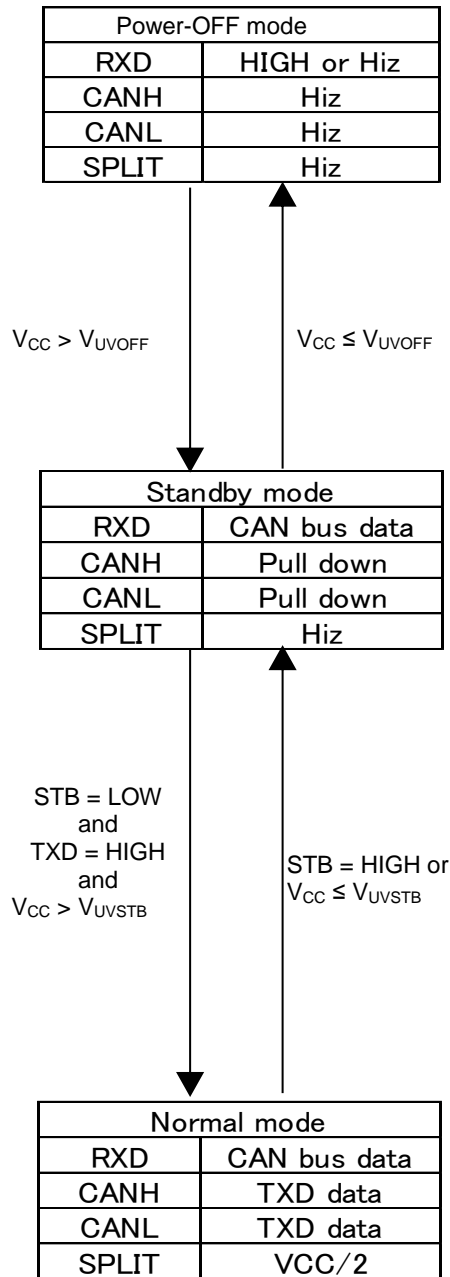 Power-OFF mode
RXD HIGH or Hiz
CANH Hiz
CANL Hiz
SPLIT Hiz
VCC > VUVOFF
VCC ≤ VUVOFF
Standby mode
RXD CAN bus data
CANH Pull down
CANL Pull down
SPLIT Hiz
STB = LOW
and
TXD = HIGH
and
VCC > VUVSTB
STB = HIGH or
VCC ≤ VUVSTB
Normal mode
RXD CAN bus data
CANH TXD data
CANL TXD data
SPLIT VCC/2